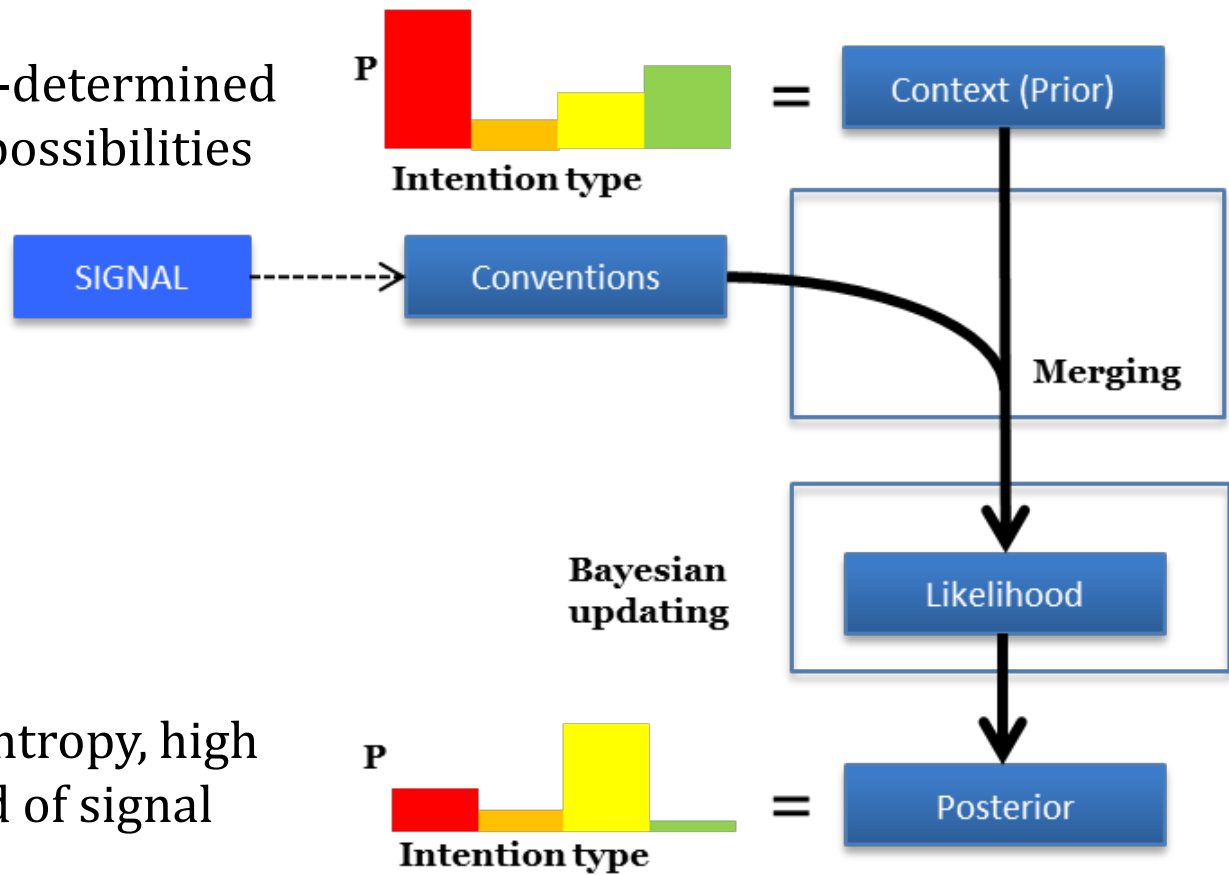 -determined
possibilities
P
Intention type
=
Context (Prior)
SIGNAL
Conventions
Merging
Bayesian
updating
Likelihood
ntropy, high
d of signal
P
Intention type
=
Posterior